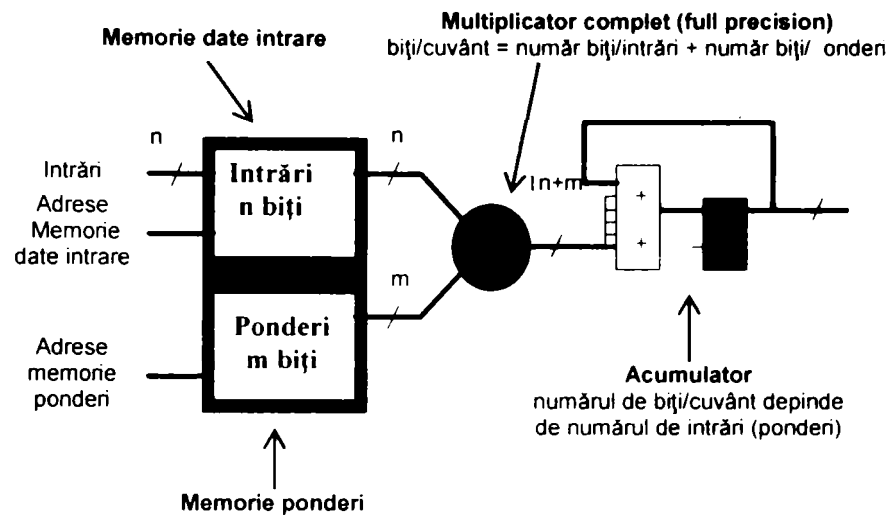 Memorie date intrare
Multiplicator complet (full precision)
biţi/cuvânt = număr biţi/intrări + număr biţi/ onderi
n
n
Intrări
Intrări
n biţi
Adrese
Memorie
date intrare
n+m
+
+
m
Ponderi
m biţi
Adrese
memorie
ponderi
Acumulator
numărul de biţi/cuvânt depinde
de numărul de intrări (ponderi)
Memorie ponderi